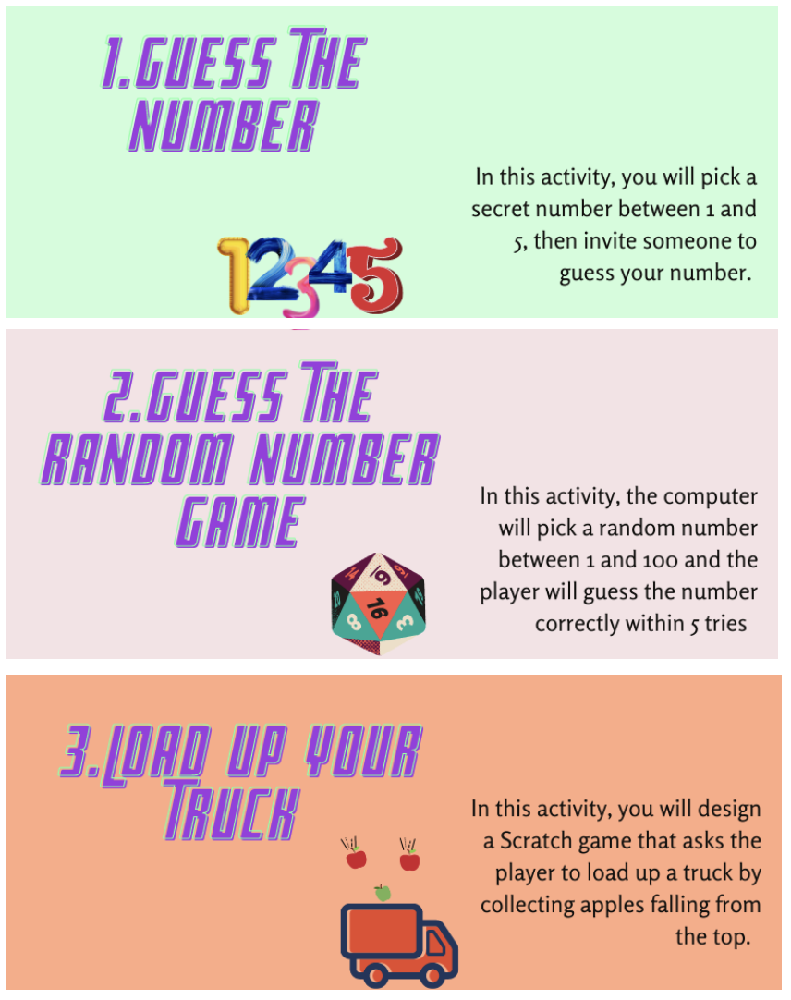 1.Guess The
number
In this activity, you will pick a
secret number between 1 and
5, then invite someone to
guess your number.
12345
2.Guess The
random number
game
In this activity, the computer
will pick a random number
between 1 and 100 and the
player will guess the number
correctly within 5 tries
16
8
3
3.Load up your
Truck
In this activity, you will design
a Scratch game that asks the
player to load up a truck by
collecting apples falling from
the top.